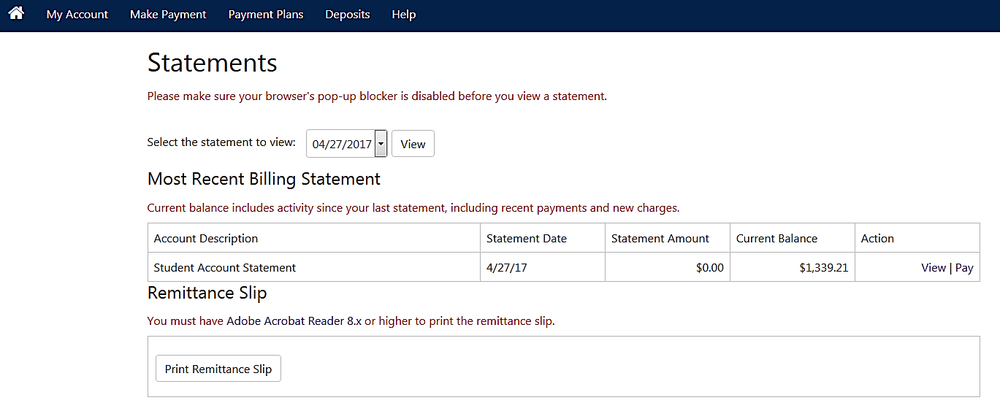 My Account Make Payment Payment Plans Deposits Help
Statements
Please make sure your browser's pop-up blocker is disabled before you view a statement.
Select the statement to view: 04/27/2017 View
Most Recent Billing Statement
Current balance includes activity since your last statement, including recent payments and new charges.
Account Description Statement Date Statement Amount Current Balance Action
Student Account Statement 4/27/17 $0.00 $1,339.21 View | Pay
Remittance Slip
You must have Adobe Acrobat Reader 8.x or higher to print the remittance slip.
Print Remittance Slip